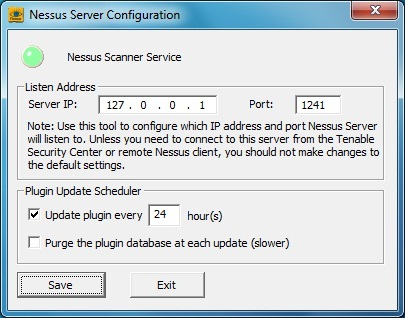 Nessus Server Configuration
Nessus Scanner Service
Listen Address
Server IP: 127 . 0 . 0 . 1 Port: 1241
Note: Use this tool to configure which IP address and port Nessus Server
will listen to. Unless you need to connect to this server from the Tenable
Security Center or remote Nessus client, you should not make changes to
the default settings.
Plugin Update Scheduler
Update plugin every 24 hour(s)
Purge the plugin database at each update (slower)
Save Exit